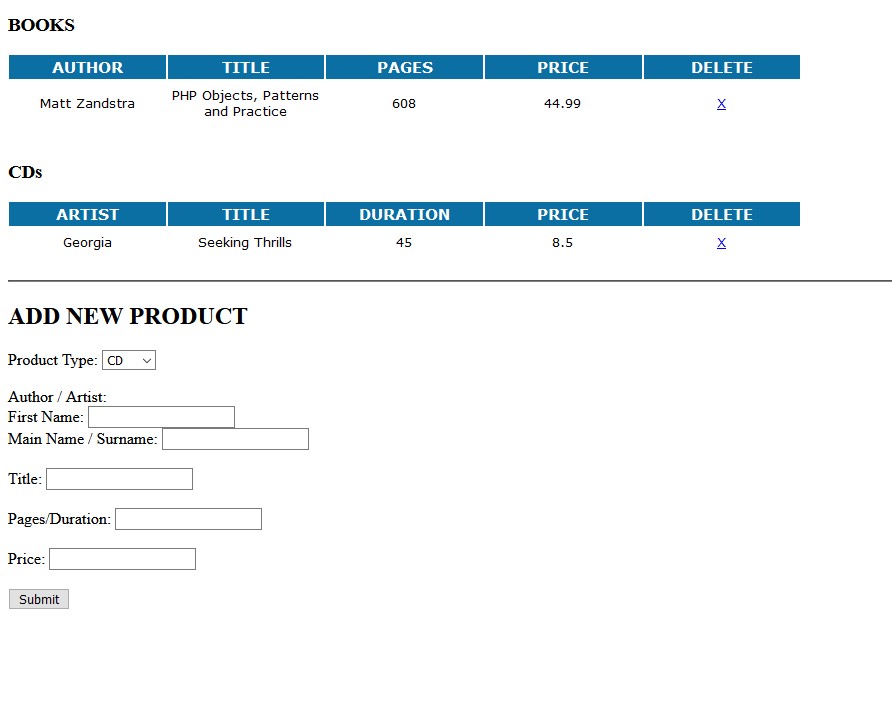 BOOKS
AUTHOR TITLE PAGES PRICE DELETE
Matt Zandstra PHP Objects, Patterns and Practice 608 44.99 X
CDs
ARTIST TITLE DURATION PRICE DELETE
Georgia Seeking Thrills 45 8.5 X
ADD NEW PRODUCT
Product Type: CD
Author / Artist:
First Name:
Main Name / Surname:
Title:
Pages/Duration:
Price:
Submit